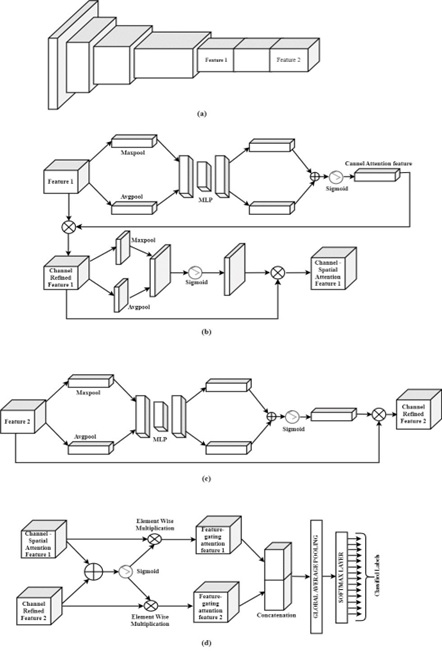 Feature 1
Feature 2
(a)
Maxpool
Cannel Attention feature
Feature 1
Sigmoid
MLP
Avgpool
Maxpool
Channel
Refined
Feature 1
Sigmoid
Channel -
Spatial
Attention
Feature 1
Avgpool
(b)
Maxpool
Feature 2
Channel
Refined
Feature 2
Sigmoid
Avgpool
MLP
(c)
Element Wise
Multiplication
Channel -
Spatial
Attention
Feature 1
Feature-
gating
attention
feature 1
Sigmoid
GLOBAL AVERAGE POOLING
SOFTMAX LAYER
Classified Labels
Channel
Refined
Feature 2
Element Wise
Multiplication
Feature-
gating
attention
feature 2
Concatenation
(d)